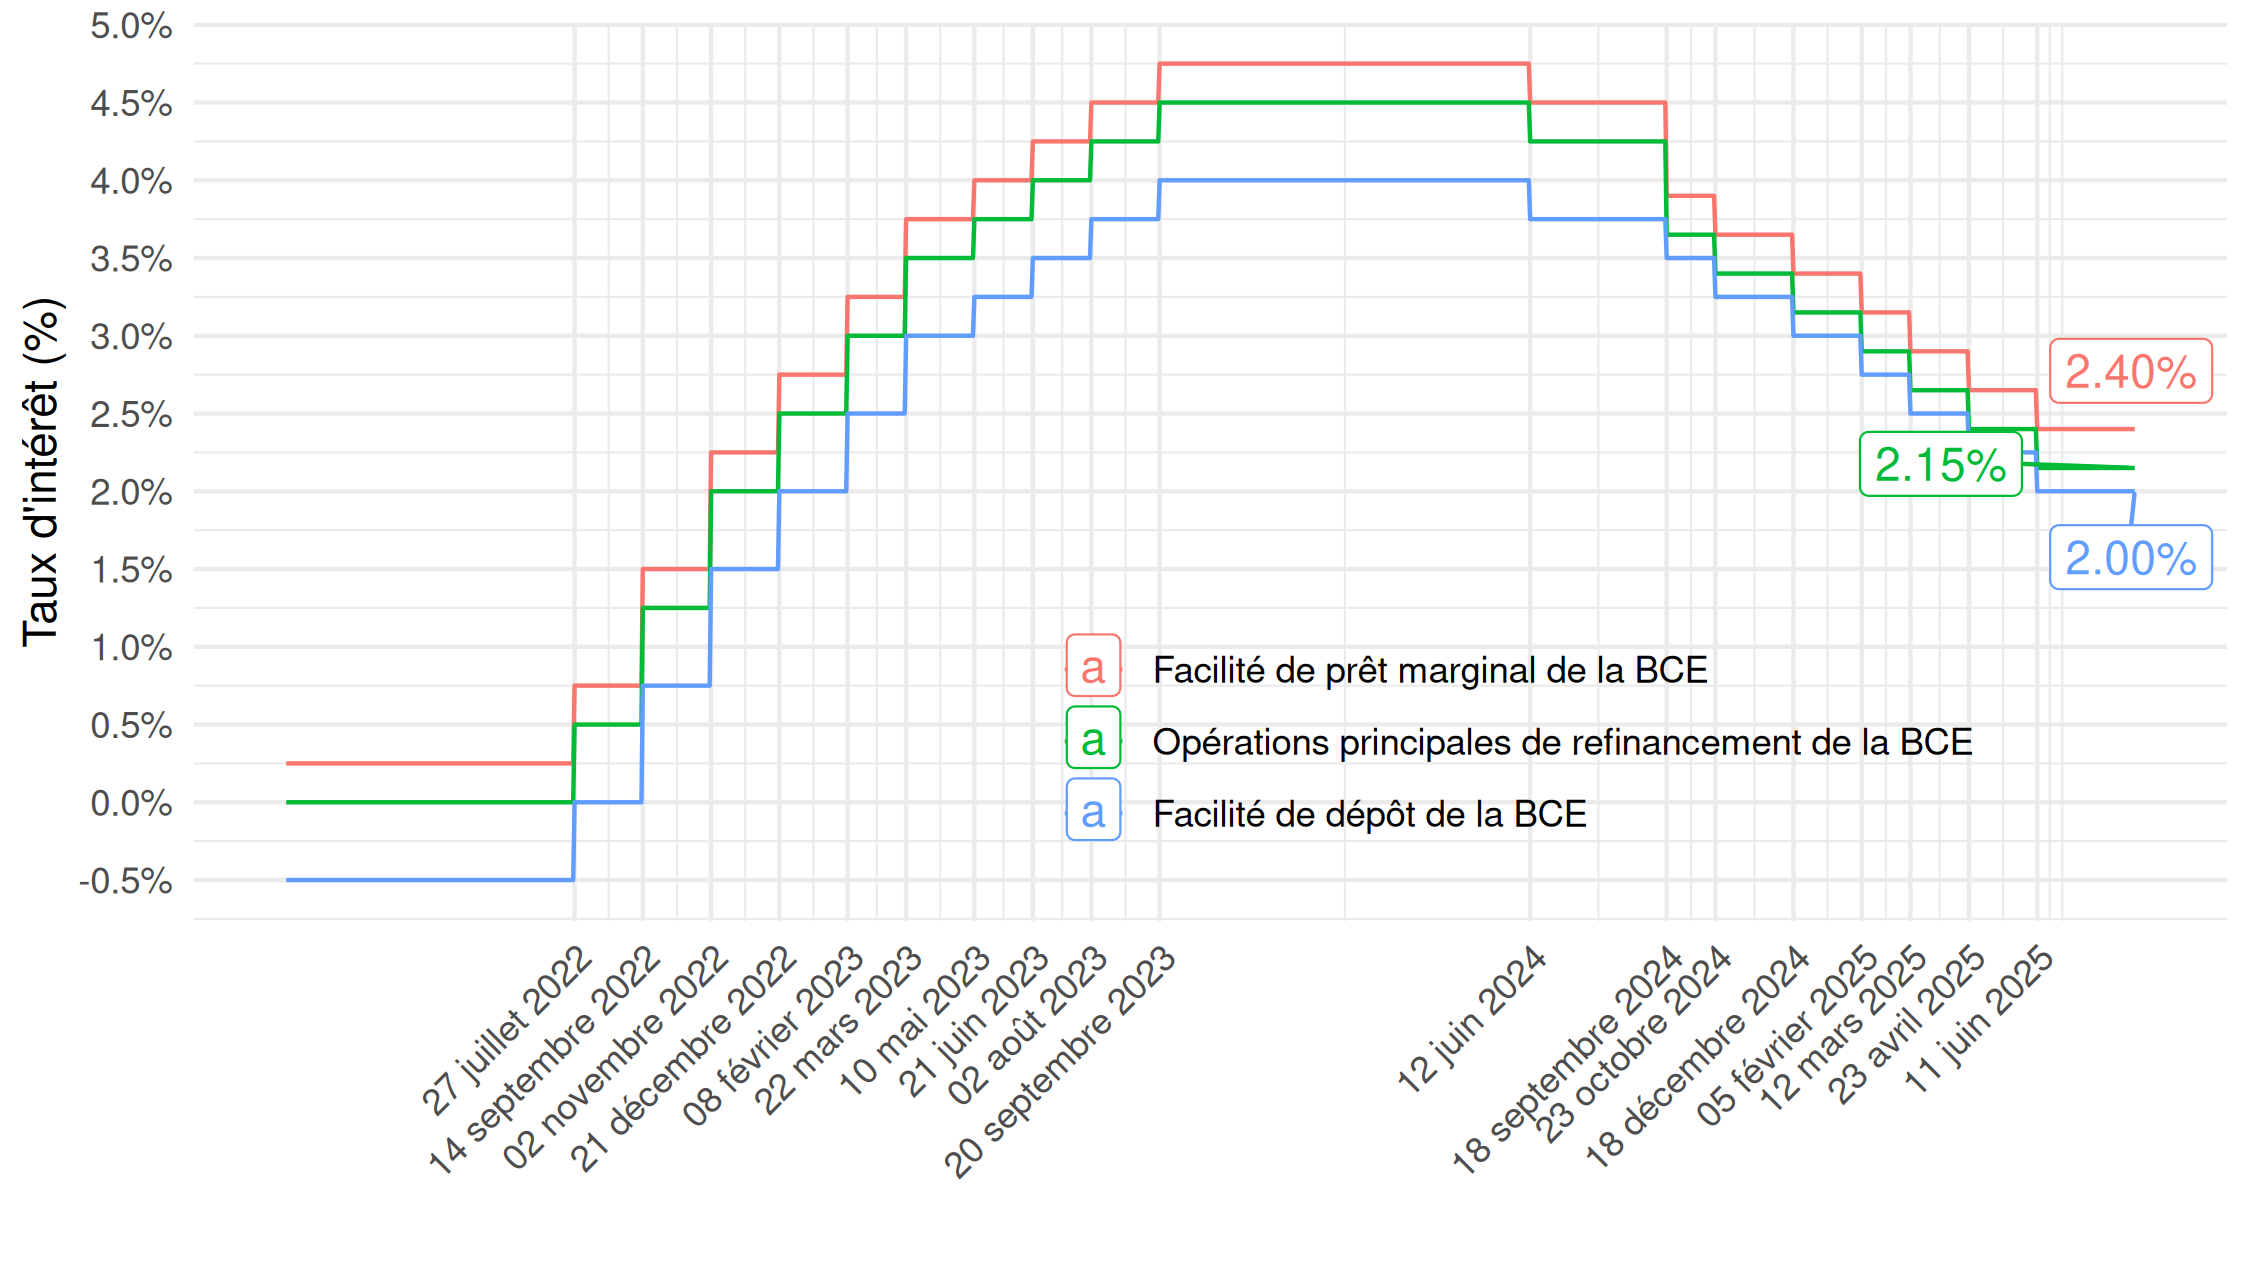 5.0%
4.5%
4.0%
3.5%
3.0%
2.5%
2.0%
1.5%
1.0%
0.5%
0.0%
-0.5%
Taux d'intérêt (%)
2.40%
2.15%
2.00%
a Facilité de prêt marginal de la BCE
a Opérations principales de refinancement de la BCE
a Facilité de dépôt de la BCE
27 juillet 2022
14 septembre 2022
02 novembre 2022
21 décembre 2022
08 février 2023
22 mars 2023
10 mai 2023
21 juin 2023
02 août 2023
20 septembre 2023
12 juin 2024
18 septembre 2024
23 octobre 2024
18 décembre 2024
05 février 2025
12 mars 2025
23 avril 2025
11 juin 2025